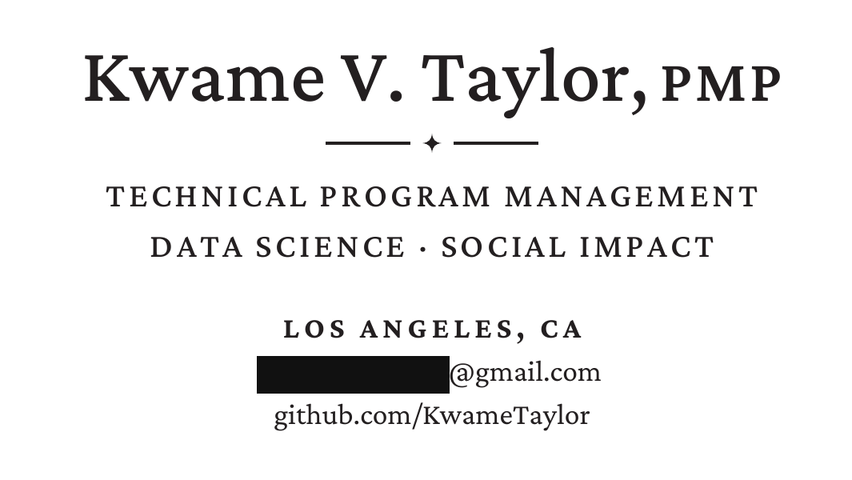 Kwame V. Taylor, PMP
TECHNICAL PROGRAM MANAGEMENT
DATA SCIENCE · SOCIAL IMPACT
LOS ANGELES, CA
@gmail.com
github.com/KwameTaylor